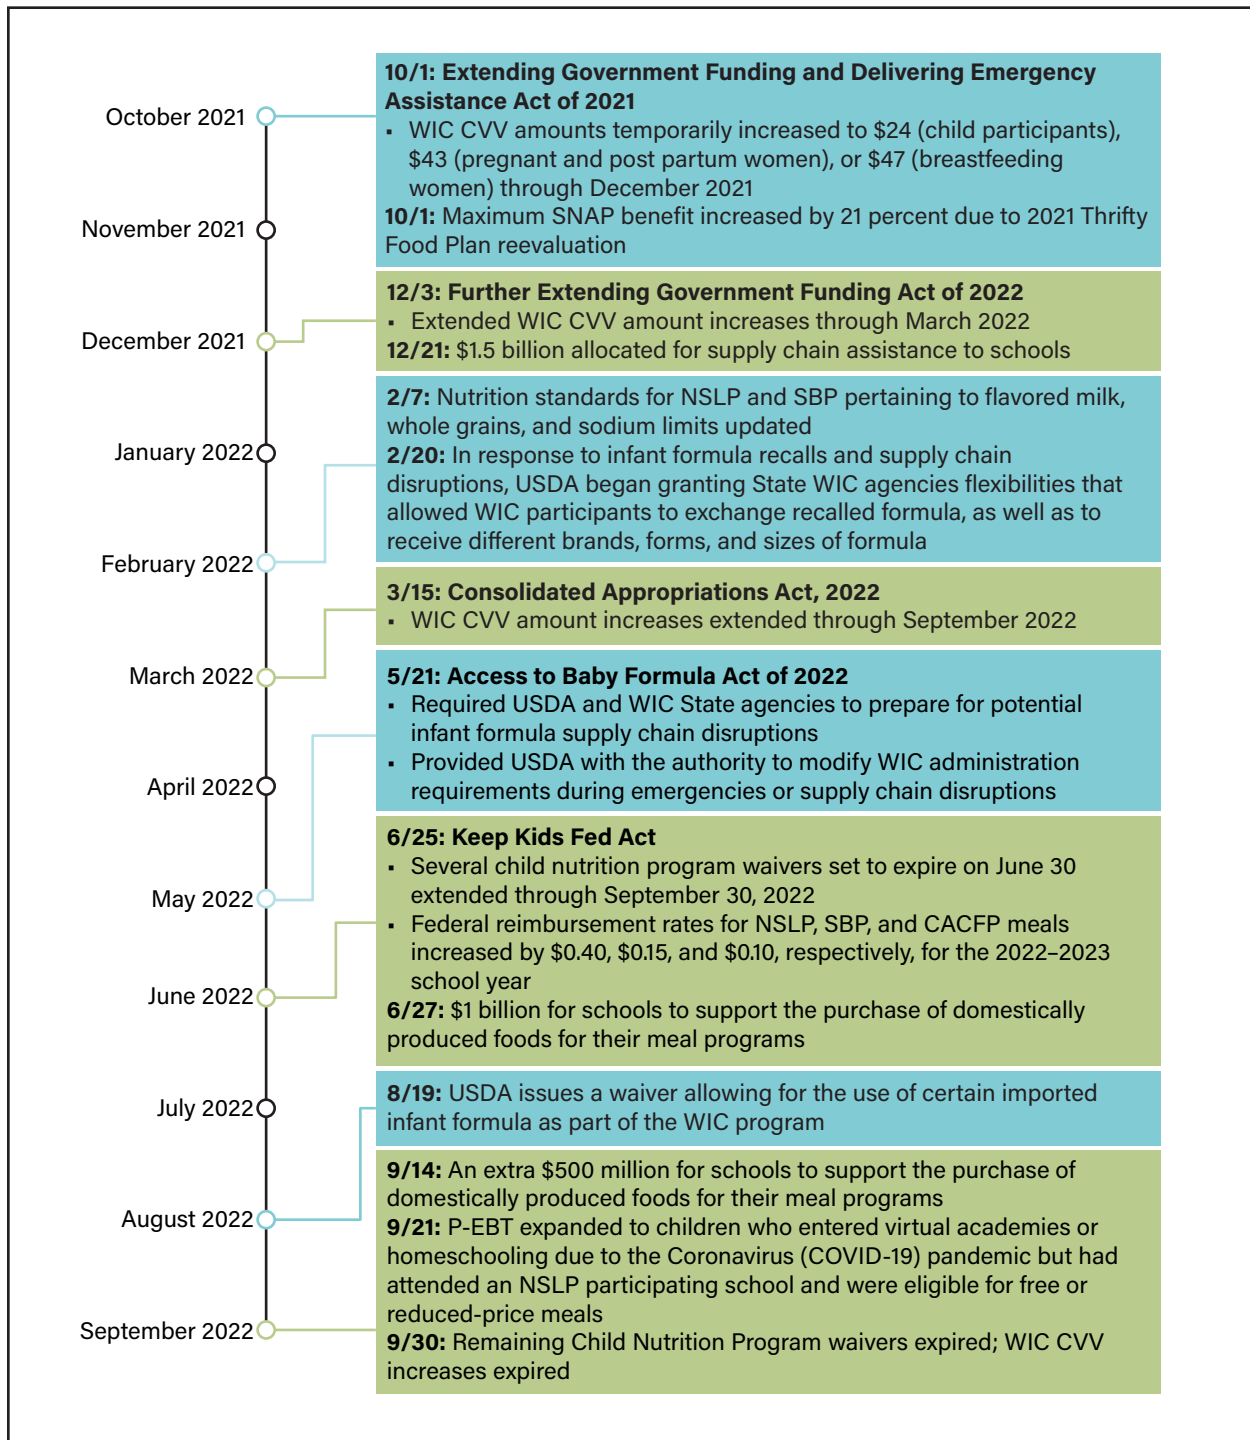 October 2021
10/1: Extending Government Funding and Delivering Emergency
Assistance Act of 2021
▪ WIC CVV amounts temporarily increased to $24 (child participants),
$43 (pregnant and post partum women), or $47 (breastfeeding
women) through December 2021
10/1: Maximum SNAP benefit increased by 21 percent due to 2021 Thrifty
Food Plan reevaluation
November 2021
December 2021
12/3: Further Extending Government Funding Act of 2022
▪ Extended WIC CVV amount increases through March 2022
12/21: $1.5 billion allocated for supply chain assistance to schools
January 2022
February 2022
2/7: Nutrition standards for NSLP and SBP pertaining to flavored milk,
whole grains, and sodium limits updated
2/20: In response to infant formula recalls and supply chain
disruptions, USDA began granting State WIC agencies flexibilities that
allowed WIC participants to exchange recalled formula, as well as to
receive different brands, forms, and sizes of formula
March 2022
3/15: Consolidated Appropriations Act, 2022
▪ WIC CVV amount increases extended through September 2022
April 2022
May 2022
5/21: Access to Baby Formula Act of 2022
▪ Required USDA and WIC State agencies to prepare for potential
infant formula supply chain disruptions
▪ Provided USDA with the authority to modify WIC administration
requirements during emergencies or supply chain disruptions
June 2022
6/25: Keep Kids Fed Act
▪ Several child nutrition program waivers set to expire on June 30
extended through September 30, 2022
▪ Federal reimbursement rates for NSLP, SBP, and CACFP meals
increased by $0.40, $0.15, and $0.10, respectively, for the 2022–2023
school year
6/27: $1 billion for schools to support the purchase of domestically
produced foods for their meal programs
July 2022
August 2022
8/19: USDA issues a waiver allowing for the use of certain imported
infant formula as part of the WIC program
September 2022
9/14: An extra $500 million for schools to support the purchase of
domestically produced foods for their meal programs
9/21: P-EBT expanded to children who entered virtual academies or
homeschooling due to the Coronavirus (COVID-19) pandemic but had
attended an NSLP participating school and were eligible for free or
reduced-price meals
9/30: Remaining Child Nutrition Program waivers expired; WIC CVV
increases expired